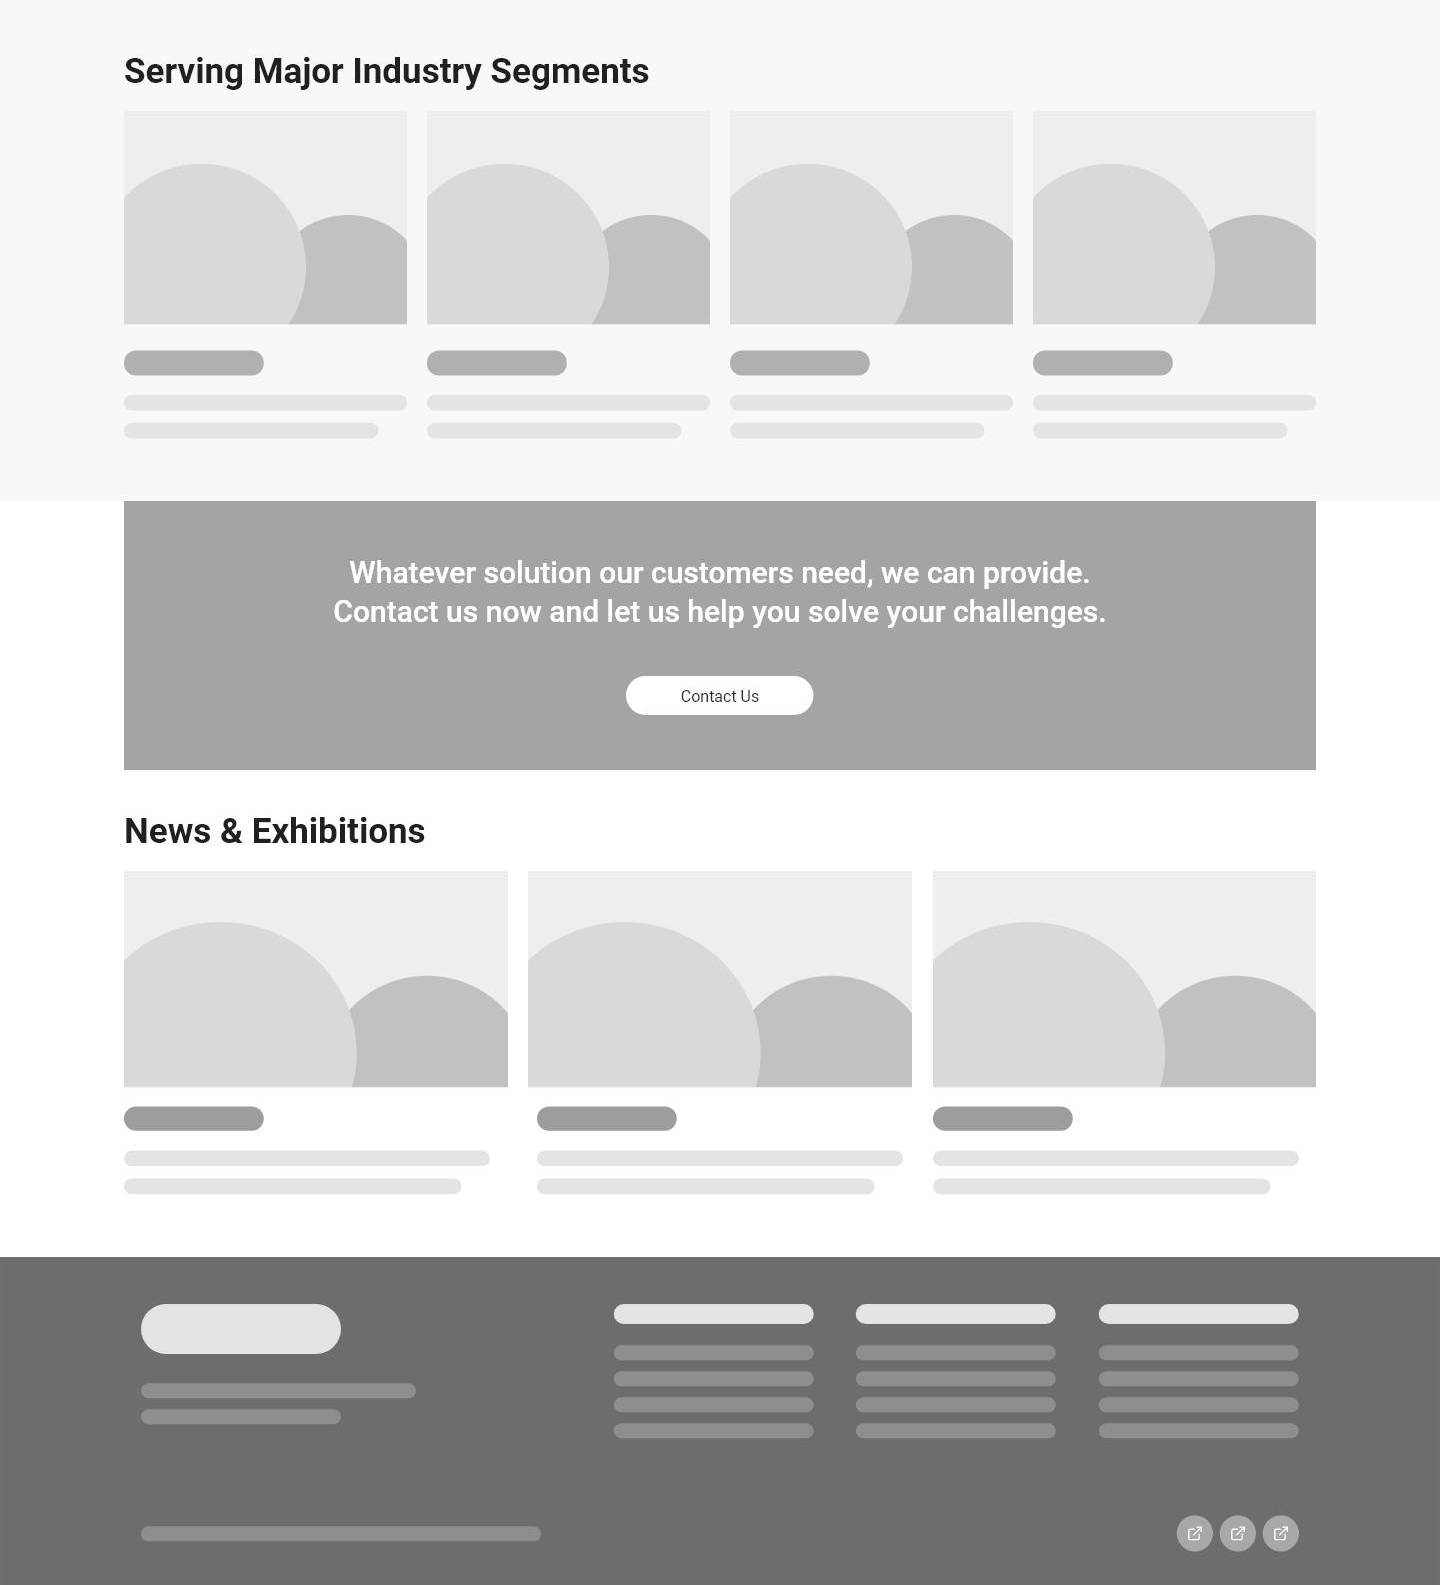 Serving Major Industry Segments
Whatever solution our customers need, we can provide.
Contact us now and let us help you solve your challenges.
Contact Us
News & Exhibitions